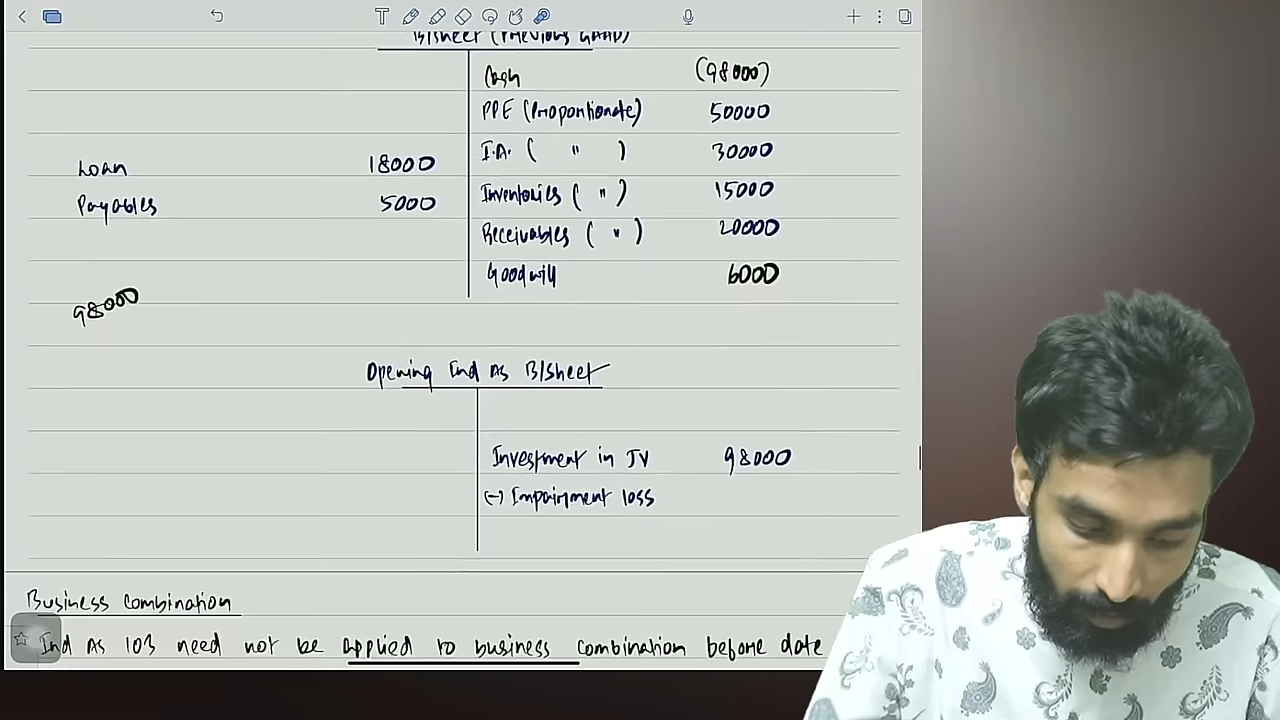 B/sheet (Previous GAAP)
Cash (98000)
PPE (Proportionate) 50000
Loan 18000 I.A. ( " ) 30000
Payables 5000 Inventories ( " ) 15000
Receivables ( " ) 20000
Goodwill 6000
98000
Opening Ind As B/sheet
Investment in JV 98000
(-) Impairment loss
Business Combination
Ind As 103 need not be applied to business combination before date